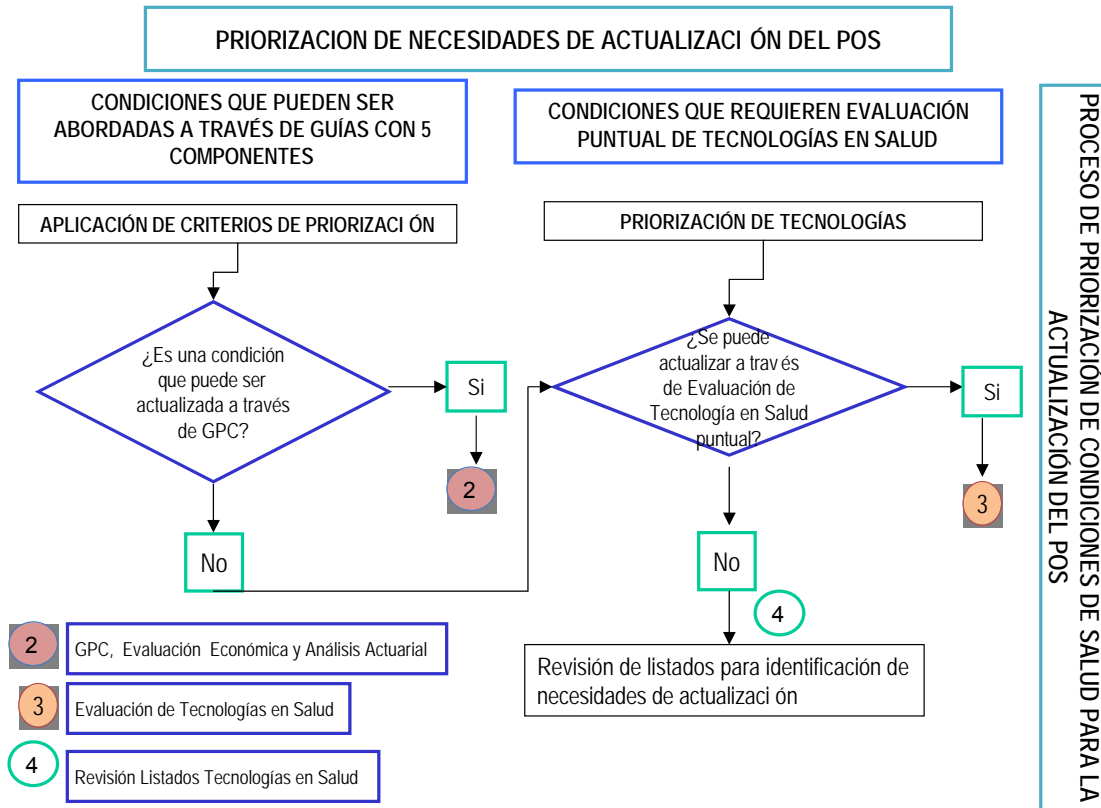 PRIORIZACION DE NECESIDADES DE ACTUALIZACI ÓN DEL POS
CONDICIONES QUE PUEDEN SER
ABORDADAS A TRAVÉS DE GUÍAS CON 5
COMPONENTES
CONDICIONES QUE REQUIEREN EVALUACIÓN
PUNTUAL DE TECNOLOGÍAS EN SALUD
APLICACIÓN DE CRITERIOS DE PRIORIZACI ÓN
PRIORIZACIÓN DE TECNOLOGÍAS
¿Es una condición
que puede ser
actualizada a través
de GPC?
Si
2
No
¿Se puede
actualizar a trav és
de Evaluación de
Tecnología en Salud
puntual?
Si
3
No
4
Revisión de listados para identificación de
necesidades de actualizaci ón
2
GPC, Evaluación Económica y Análisis Actuarial
3
Evaluación de Tecnologías en Salud
4
Revisión Listados Tecnologías en Salud
PROCESO DE PRIORIZACIÓN DE CONDICIONES DE SALUD PARA LA
ACTUALIZACIÓN DEL POS